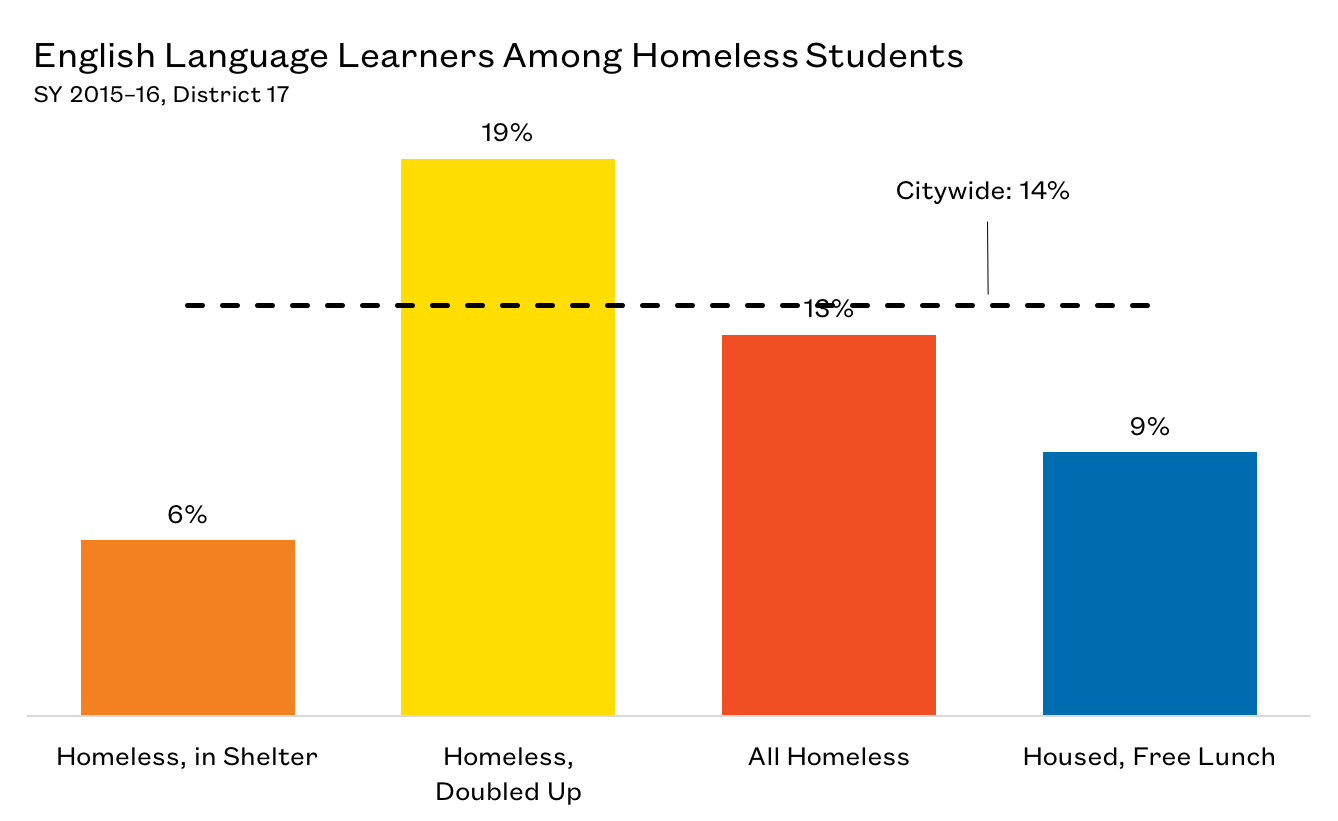 English Language Learners Among Homeless Students
SY 2015–16, District 17
19%
Citywide: 14%
13%
9%
6%
Homeless, in Shelter
Homeless,
Doubled Up
All Homeless
Housed, Free Lunch